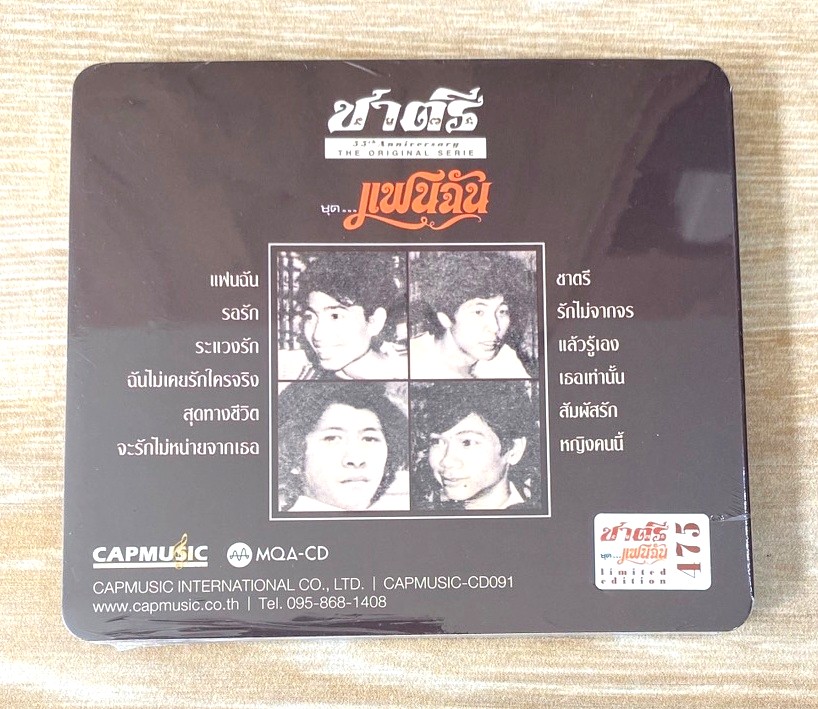 ชาตรี
35th Anniversary
THE ORIGINAL SERIE
ชุด... แฟนฉัน
แฟนฉัน
รอรัก
ระแวงรัก
ฉันไม่เคยรักใครจริง
สุดทางชีวิต
จะรักไม่หน่ายจากเธอ
ชาตรี
รักไม่จากจร
แล้วรู้เอง
เธอเท่านั้น
สัมผัสรัก
หญิงคนนี้
CAPMUSIC MQA-CD
CAPMUSIC INTERNATIONAL CO., LTD. | CAPMUSIC-CD091
www.capmusic.co.th | Tel. 095-868-1408
ชาตรี
ชุด...แฟนฉัน
limited
edition
475